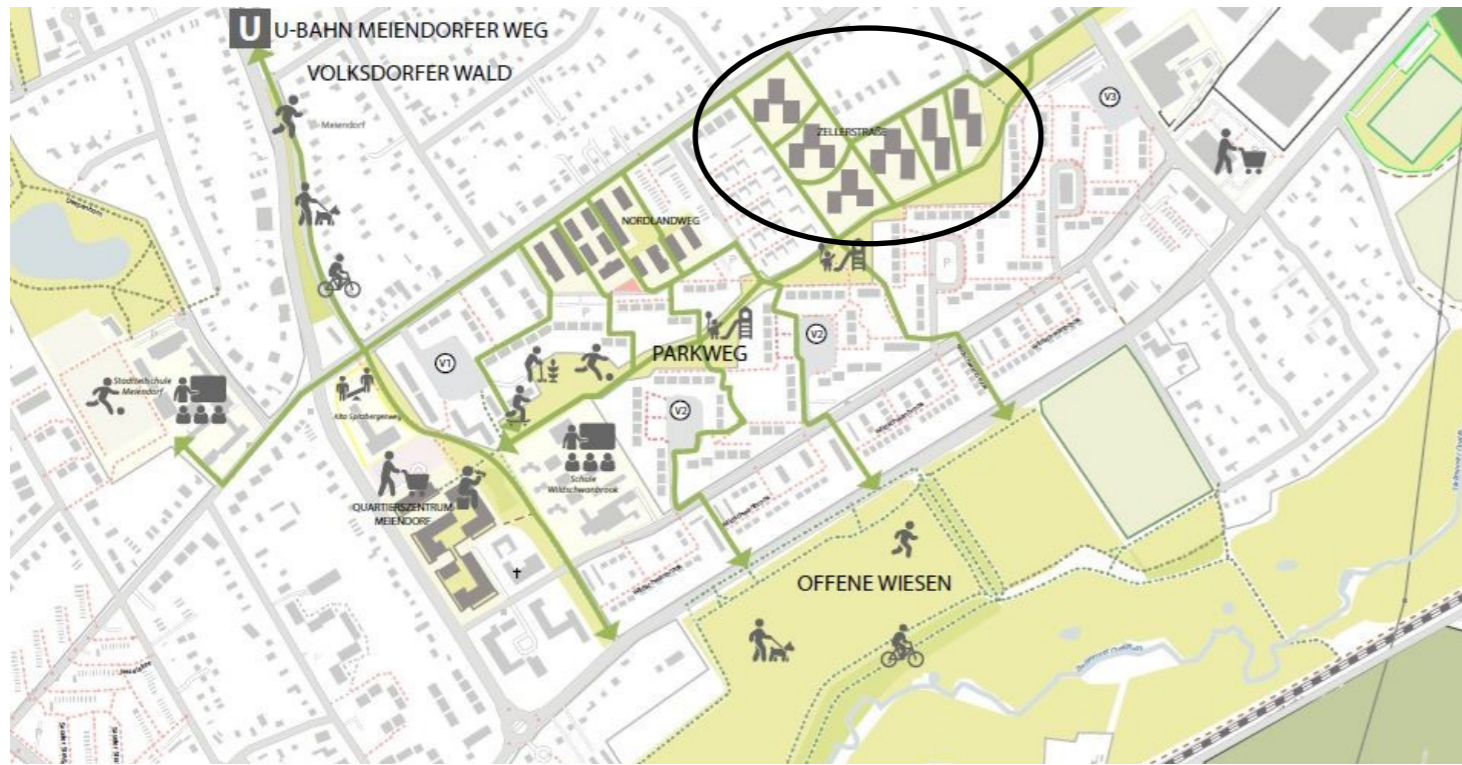 U U-BAHN MEIENDORFER WEG
VOLKSDORFER WALD
Meiendorf
V3
ZELLERSTRAßE
NORDLANDWEG
P
P
V1
V2
PARKWEG
Stadtteilschule
Meiendorf
Kita Spitzbergenweg
V2
Schule
Wildschwanbrook
QUARTIERSZENTRUM
MEIENDORF
OFFENE WIESEN